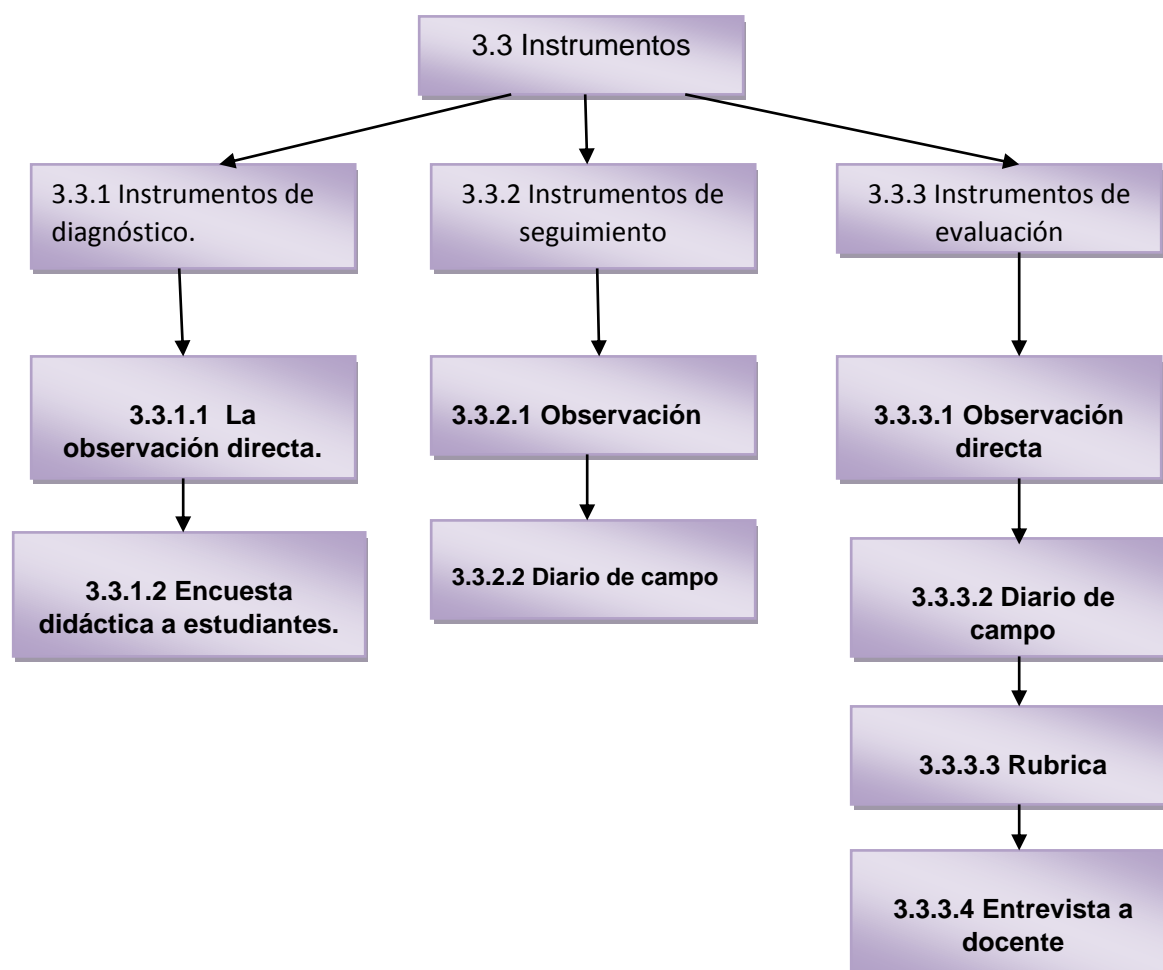 3.3 Instrumentos
3.3.1 Instrumentos de
diagnóstico.
3.3.2 Instrumentos de
seguimiento
3.3.3 Instrumentos de
evaluación
3.3.1.1  La
observación directa.
3.3.2.1 Observación
3.3.3.1 Observación
directa
3.3.1.2 Encuesta
didáctica a estudiantes.
3.3.2.2 Diario de campo
3.3.3.2 Diario de
campo
3.3.3.3 Rubrica
3.3.3.4 Entrevista a
docente